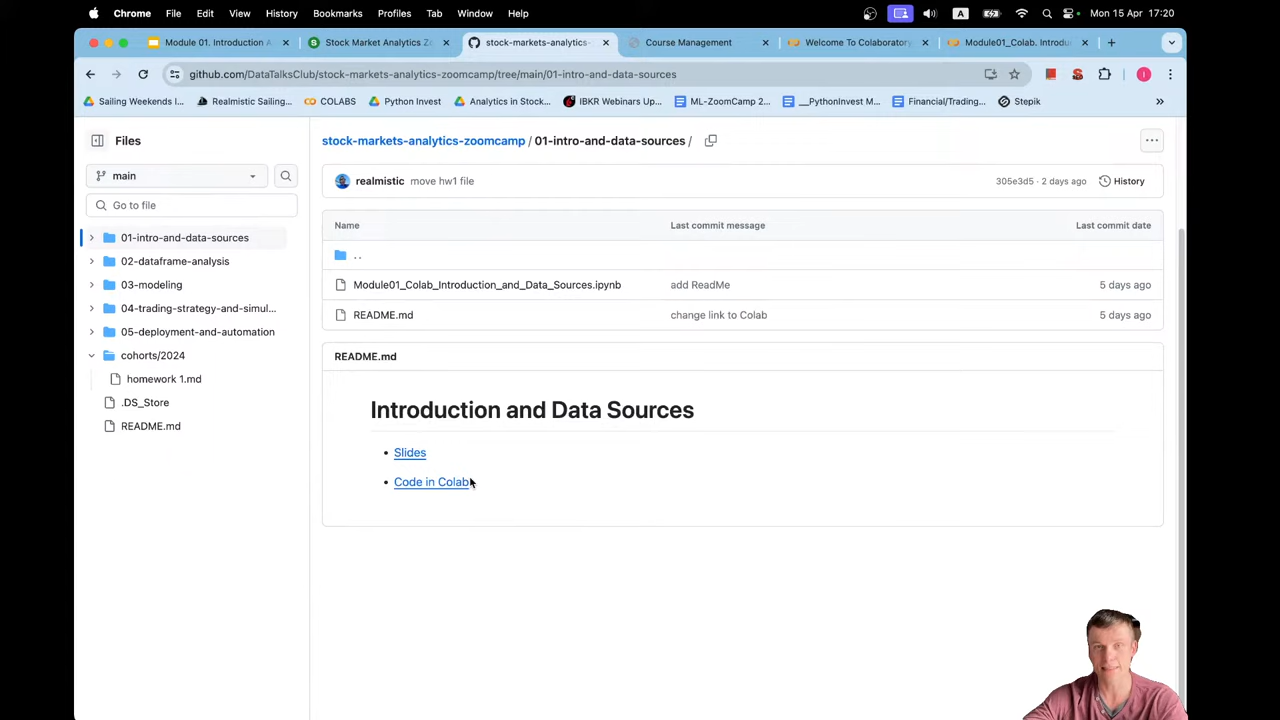 Chrome File Edit View History Bookmarks Profiles Tab Window Help A Mon 15 Apr 17:20
Module 01. Introduction A Stock Market Analytics Z stock-markets-analytics- Course Management Welcome To Colaboratory Module01_Colab. Introdu
github.com/DataTalksClub/stock-markets-analytics-zoomcamp/tree/main/01-intro-and-data-sources
Sailing Weekends I... Realmistic Sailing... COLABS Python Invest Analytics in Stock... IBKR Webinars Up... ML-ZoomCamp 2... __PythonInvest M... Financial/Trading... Stepik »
Files
stock-markets-analytics-zoomcamp / 01-intro-and-data-sources /
main
realmistic move hw1 file 305e3d5 · 2 days ago History
Go to file
Name Last commit message Last commit date
01-intro-and-data-sources
..
02-dataframe-analysis
Module01_Colab_Introduction_and_Data_Sources.ipynb add ReadMe 5 days ago
03-modeling
04-trading-strategy-and-simul...
README.md change link to Colab 5 days ago
05-deployment-and-automation
cohorts/2024
README.md
homework 1.md
.DS_Store
Introduction and Data Sources
README.md
• Slides
• Code in Colab